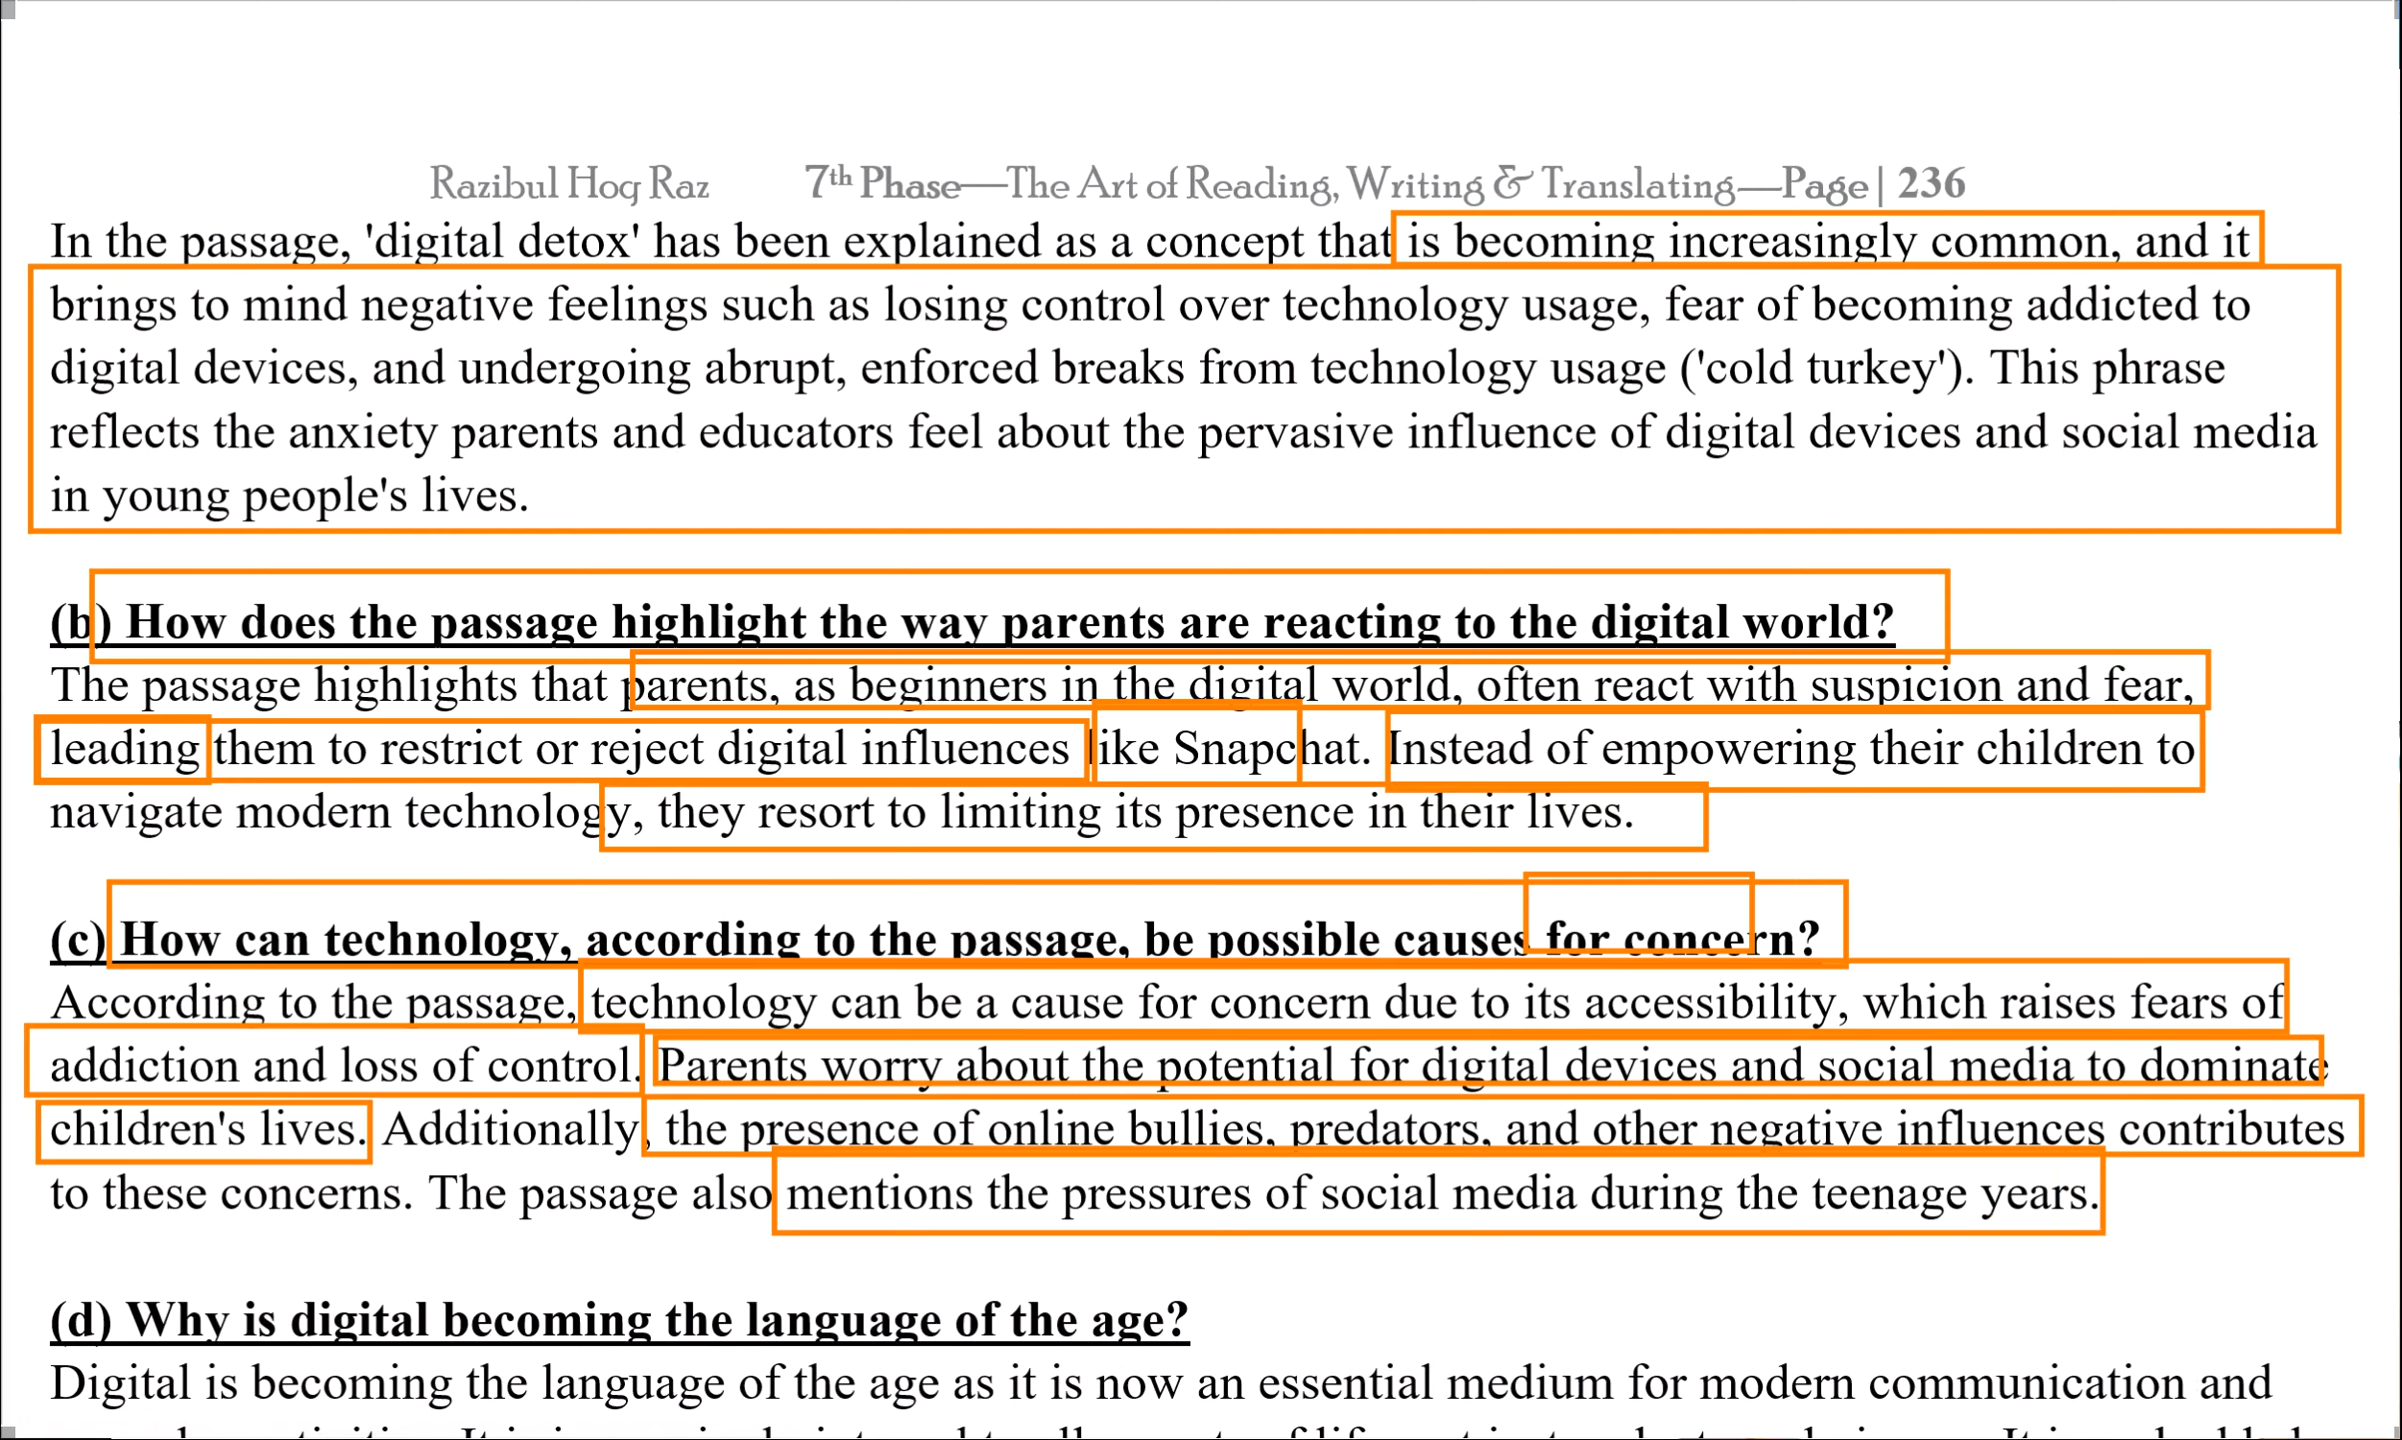 Razibul Hoq Raz 7th Phase—The Art of Reading, Writing & Translating—Page | 236
In the passage, 'digital detox' has been explained as a concept that is becoming increasingly common, and it
brings to mind negative feelings such as losing control over technology usage, fear of becoming addicted to
digital devices, and undergoing abrupt, enforced breaks from technology usage ('cold turkey'). This phrase
reflects the anxiety parents and educators feel about the pervasive influence of digital devices and social media
in young people's lives.
(b) How does the passage highlight the way parents are reacting to the digital world?
The passage highlights that parents, as beginners in the digital world, often react with suspicion and fear,
leading them to restrict or reject digital influences like Snapchat. Instead of empowering their children to
navigate modern technology, they resort to limiting its presence in their lives.
(c) How can technology, according to the passage, be possible causes for concern?
According to the passage, technology can be a cause for concern due to its accessibility, which raises fears of
addiction and loss of control. Parents worry about the potential for digital devices and social media to dominate
children's lives. Additionally, the presence of online bullies, predators, and other negative influences contributes
to these concerns. The passage also mentions the pressures of social media during the teenage years.
(d) Why is digital becoming the language of the age?
Digital is becoming the language of the age as it is now an essential medium for modern communication and